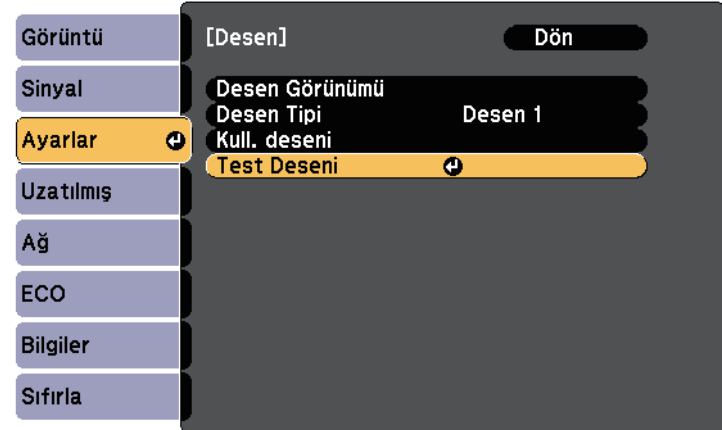 Görüntü
Sinyal
Ayarlar
Uzatılmış
Ağ
ECO
Bilgiler
Sıfırla
[Desen] Dön
Desen Görünümü
Desen Tipi Desen 1
Kull. deseni
Test Deseni